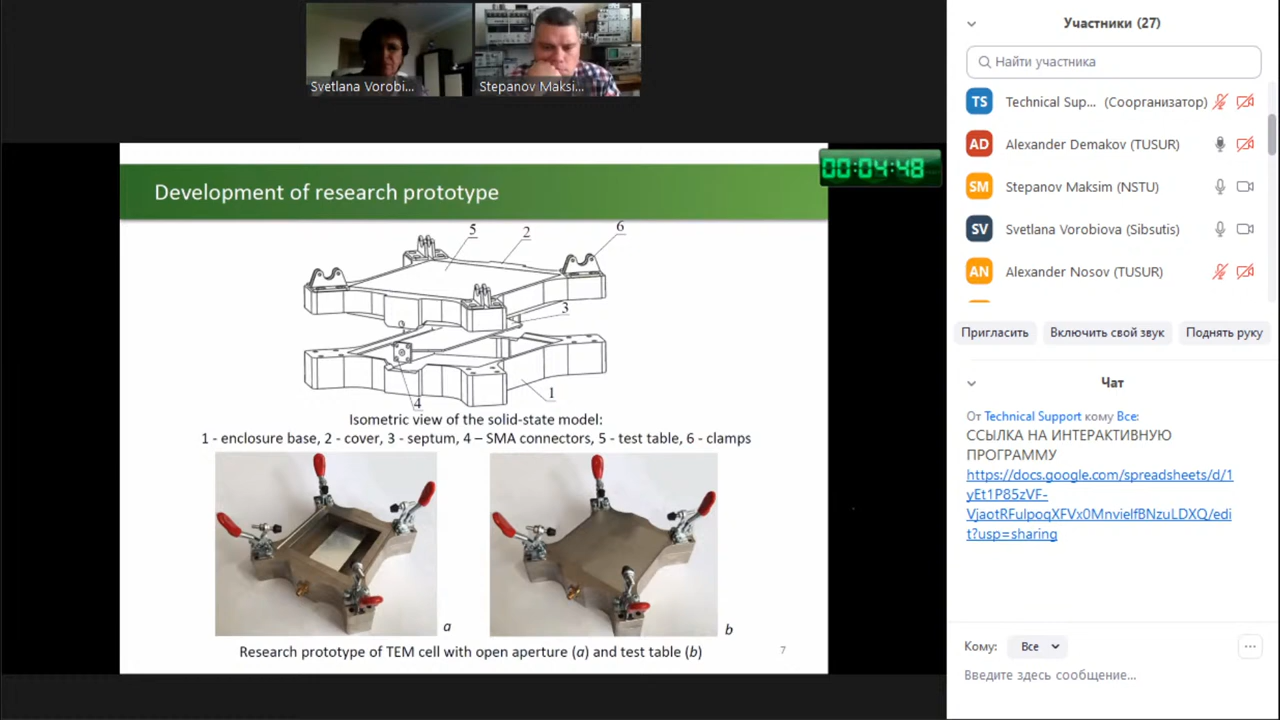 Svetlana Vorobi...
Stepanov Maksi...
00:04:48
Development of research prototype
5
2
6
3
1
4
Isometric view of the solid-state model:
1 - enclosure base, 2 - cover, 3 - septum, 4 – SMA connectors, 5 - test table, 6 - clamps
a
b
Research prototype of TEM cell with open aperture (a) and test table (b)
7
Участники (27)
Найти участника
TS Technical Sup... (Соорганизатор)
AD Alexander Demakov (TUSUR)
SM Stepanov Maksim (NSTU)
SV Svetlana Vorobiova (Sibsutis)
AN Alexander Nosov (TUSUR)
Пригласить Включить свой звук Поднять руку
Чат
От Technical Support кому Все:
ССЫЛКА НА ИНТЕРАКТИВНУЮ
ПРОГРАММУ
https://docs.google.com/spreadsheets/d/1
yEt1P85zVF-
VjaotRFulpoqXFVx0MnvielfBNzuLDXQ/edi
t?usp=sharing
Кому: Все
Введите здесь сообщение...